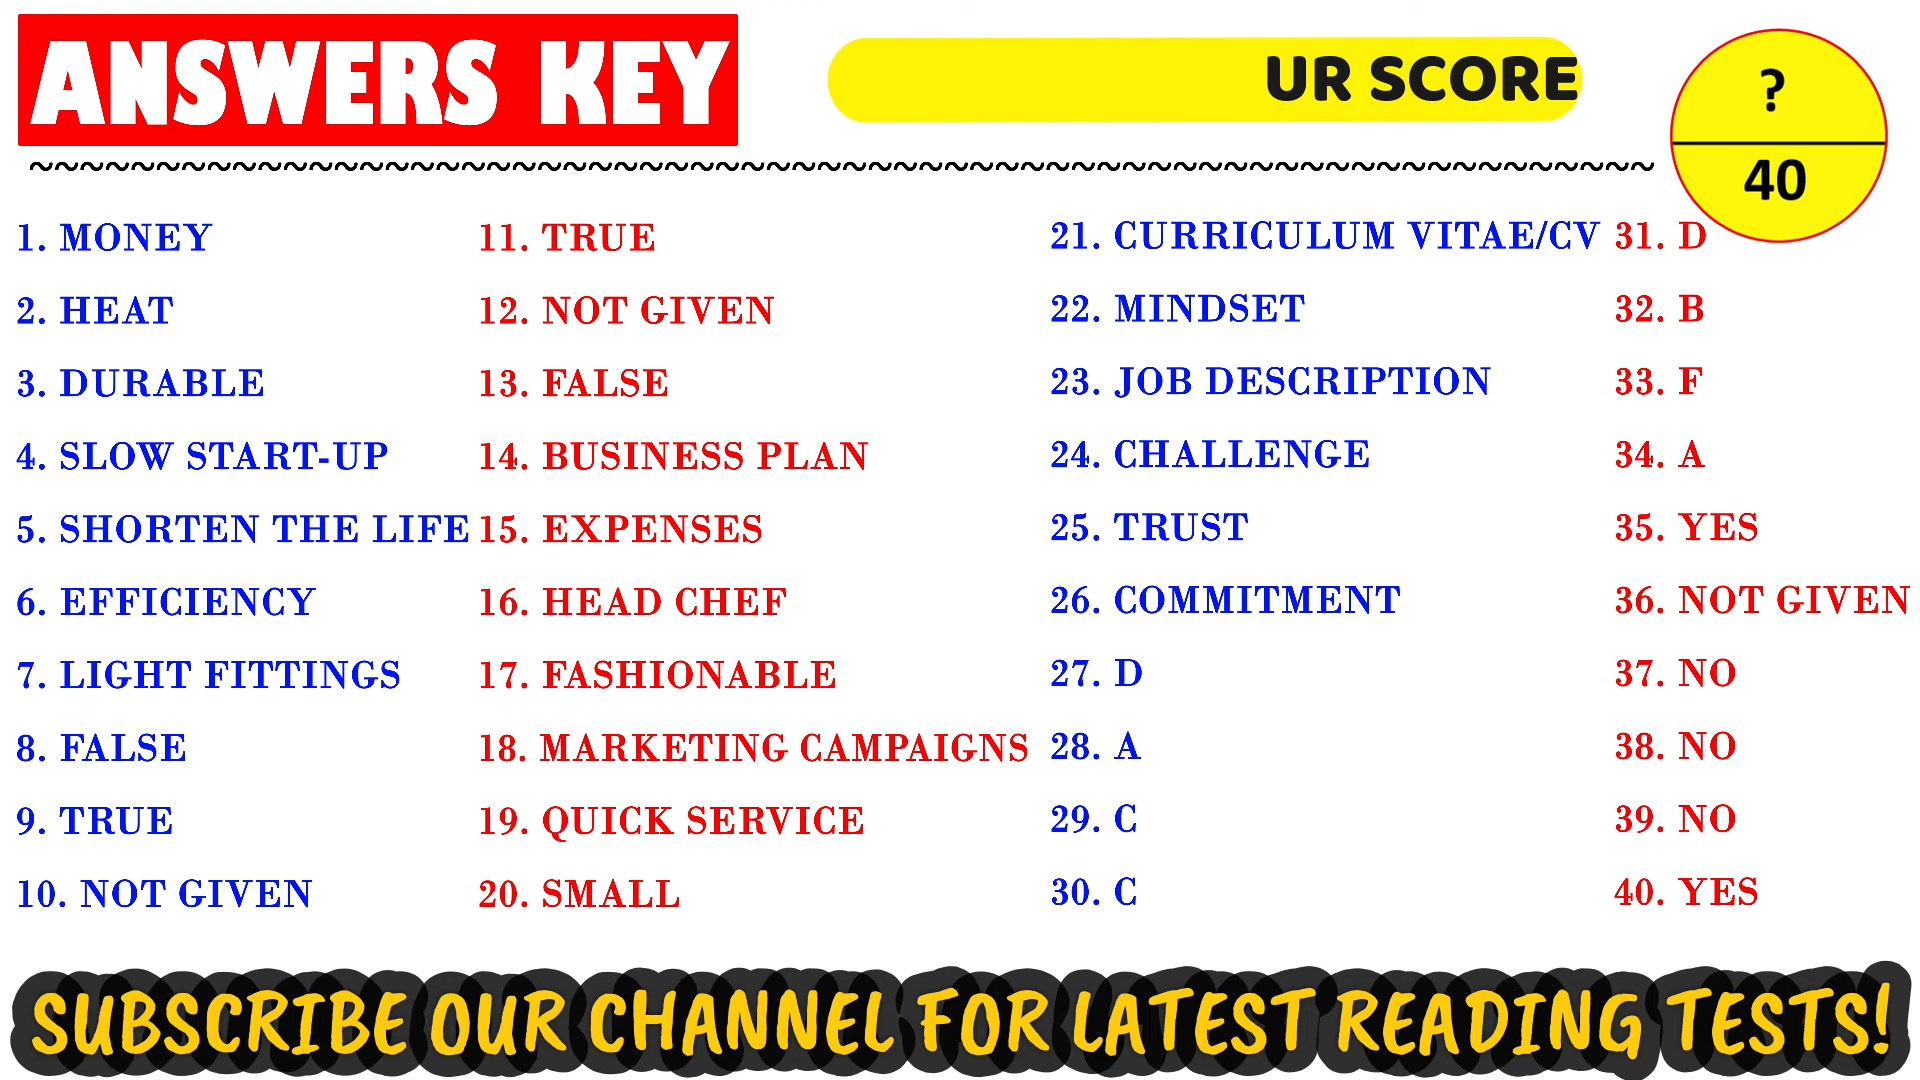 ANSWERS KEY
UR SCORE
?
40
~~~~~~~~~~~~~~~~~~~~~~~~~~~~~~~~~~~~~~~~~~~~~~~~~~~~~~~~~~~~~~~~
1. MONEY
2. HEAT
3. DURABLE
4. SLOW START-UP
5. SHORTEN THE LIFE
6. EFFICIENCY
7. LIGHT FITTINGS
8. FALSE
9. TRUE
10. NOT GIVEN
11. TRUE
12. NOT GIVEN
13. FALSE
14. BUSINESS PLAN
15. EXPENSES
16. HEAD CHEF
17. FASHIONABLE
18. MARKETING CAMPAIGNS
19. QUICK SERVICE
20. SMALL
21. CURRICULUM VITAE/CV
22. MINDSET
23. JOB DESCRIPTION
24. CHALLENGE
25. TRUST
26. COMMITMENT
27. D
28. A
29. C
30. C
31. D
32. B
33. F
34. A
35. YES
36. NOT GIVEN
37. NO
38. NO
39. NO
40. YES
SUBSCRIBE OUR CHANNEL FOR LATEST READING TESTS!